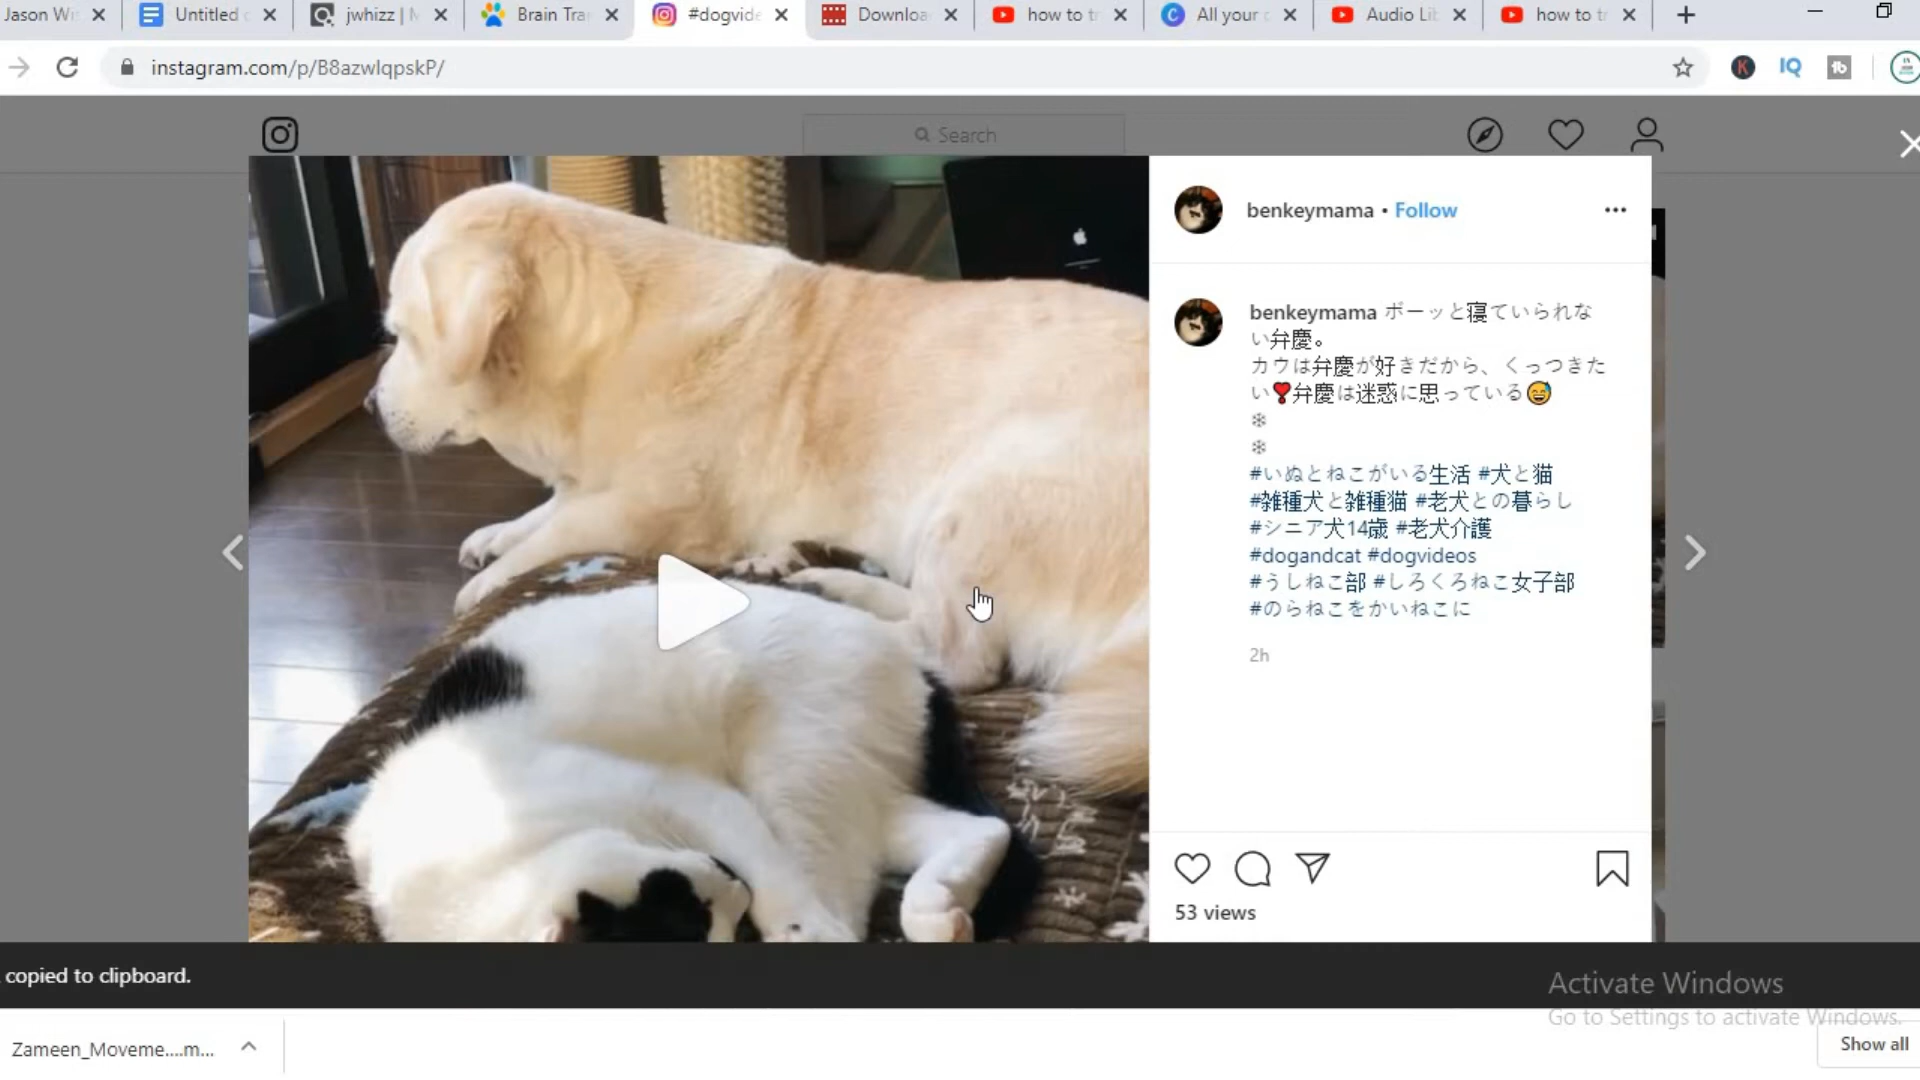 Jason Wi
Untitled
jwhizz |
Brain Tra
#dogvide
Downloa
how to t
All your
Audio Li
how to t
instagram.com/p/B8azwlqpskP/
K
IQ
tb
Search
benkeymama • Follow
benkeymama ボーッと寝ていられな
い弁慶。
カウは弁慶が好きだから、くっつきた
い❣️弁慶は迷惑に思っている😅
❄
❄
#いぬとねこがいる生活 #犬と猫
#雑種犬と雑種猫 #老犬との暮らし
#シニア犬14歳 #老犬介護
#dogandcat #dogvideos
#うしねこ部 #しろくろねこ女子部
#のらねこをかいねこに
2h
53 views
copied to clipboard.
Activate Windows
Go to Settings to activate Windows.
Zameen_Moveme....m...
Show all